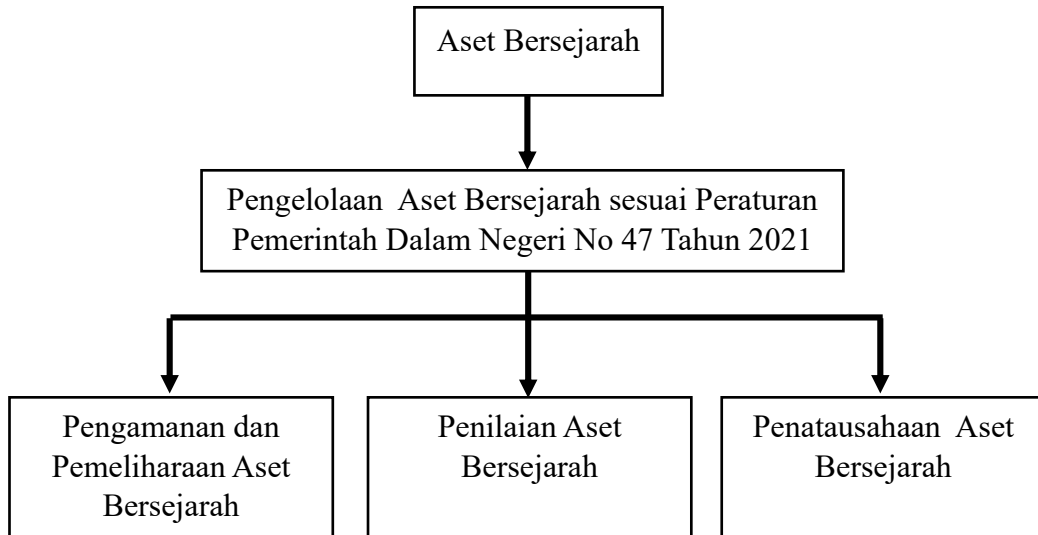 Aset Bersejarah
Pengelolaan Aset Bersejarah sesuai Peraturan
Pemerintah Dalam Negeri No 47 Tahun 2021
Pengamanan dan
Pemeliharaan Aset
Bersejarah
Penilaian Aset
Bersejarah
Penatausahaan Aset
Bersejarah